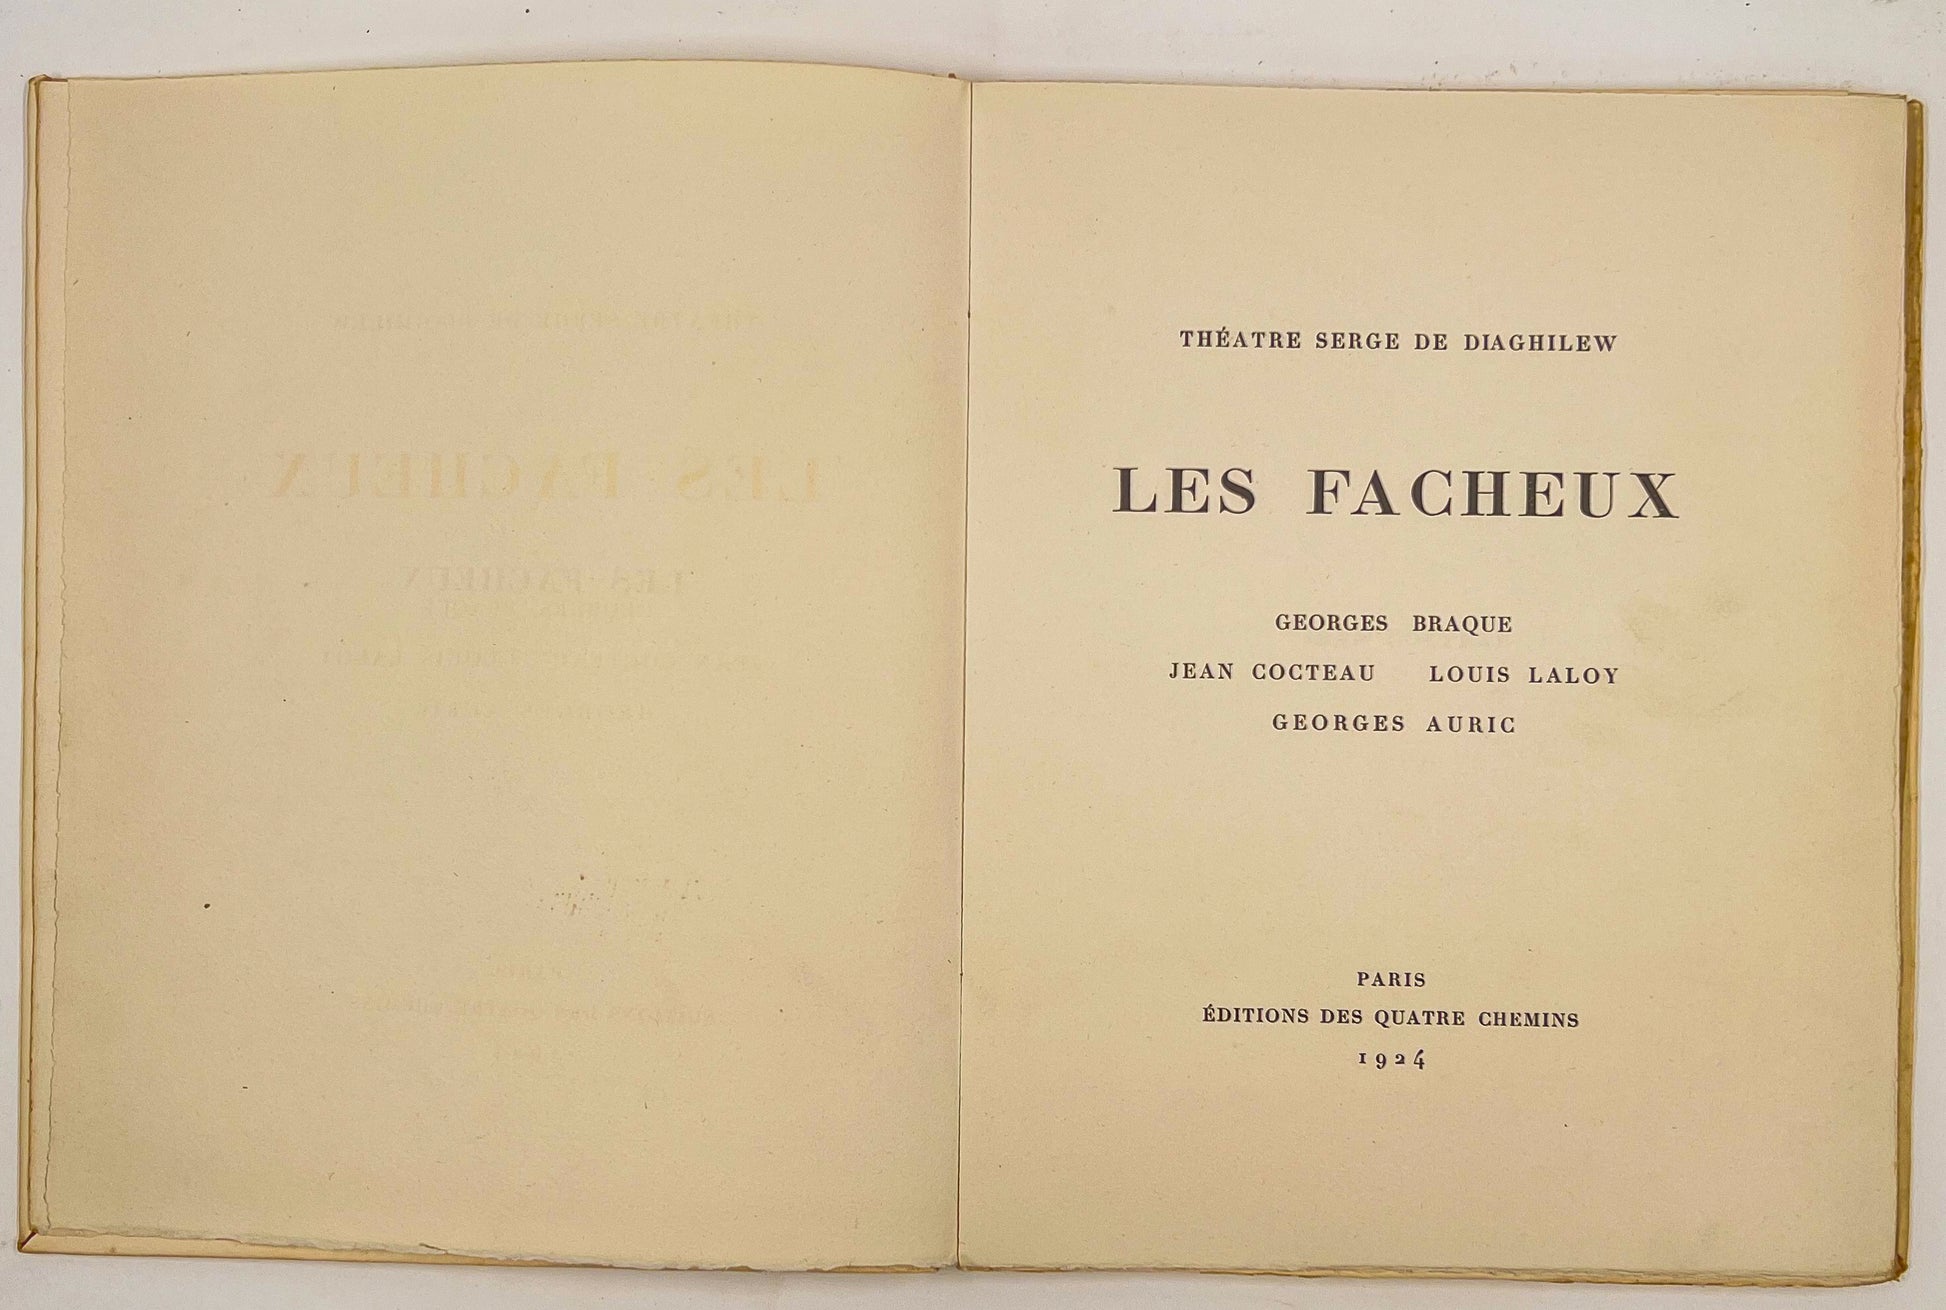 THÉATRE SERGE DE DIAGHILEW
LES FACHEUX
GEORGES BRAQUE
JEAN COCTEAU LOUIS LALOY
GEORGES AURIC
PARIS
ÉDITIONS DES QUATRE CHEMINS
1924